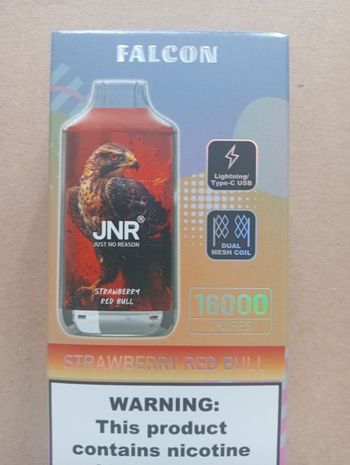 FALCON
Lightning/
Type-C USB
JNR®
JUST NO REASON
DUAL
MESH COIL
STRAWBERRY
RED BULL
16000
PUFFS
STRAWBERRY RED BULL
WARNING:
This product
contains nicotine